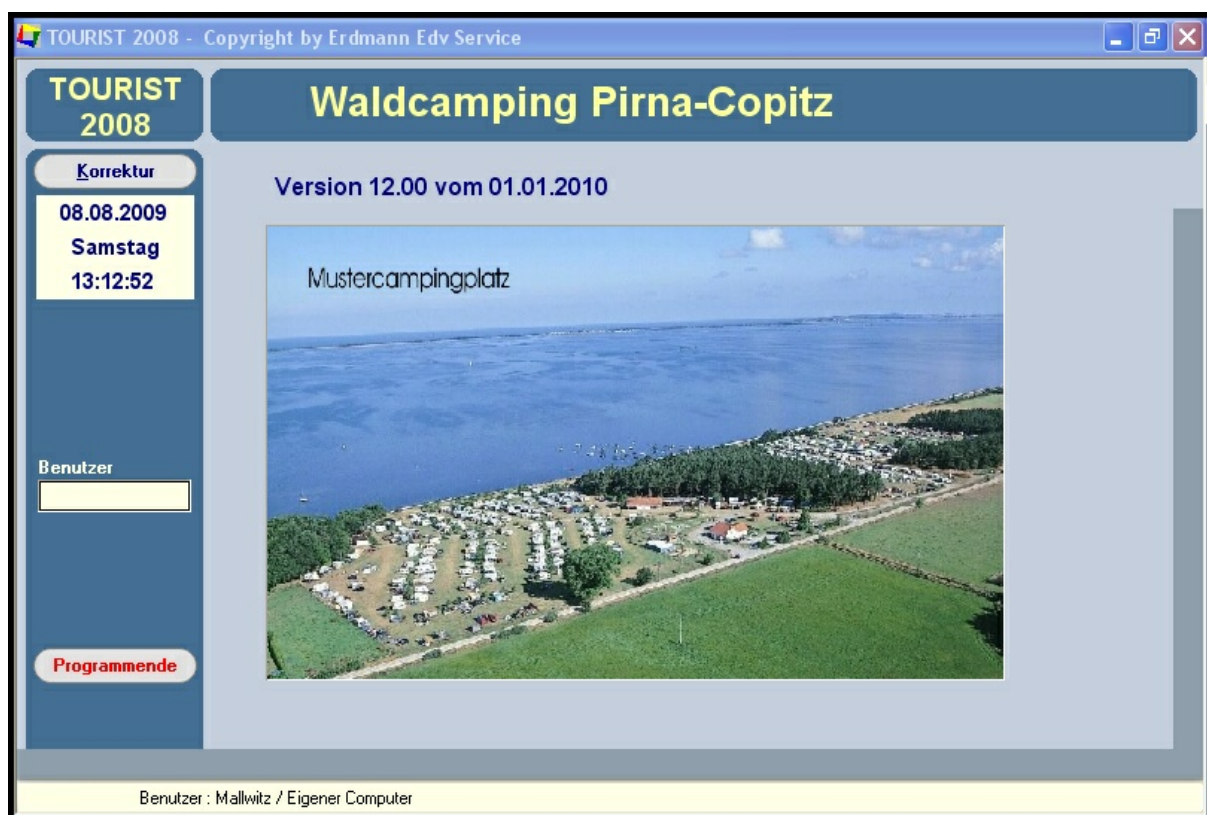 TOURIST 2008 - Copyright by Erdmann Edv Service
TOURIST
2008
Waldcamping Pirna-Copitz
Korrektur
08.08.2009
Samstag
13:12:52
Version 12.00 vom 01.01.2010
Mustercampingplatz
Benutzer
Programmende
Benutzer : Mallwitz / Eigener Computer